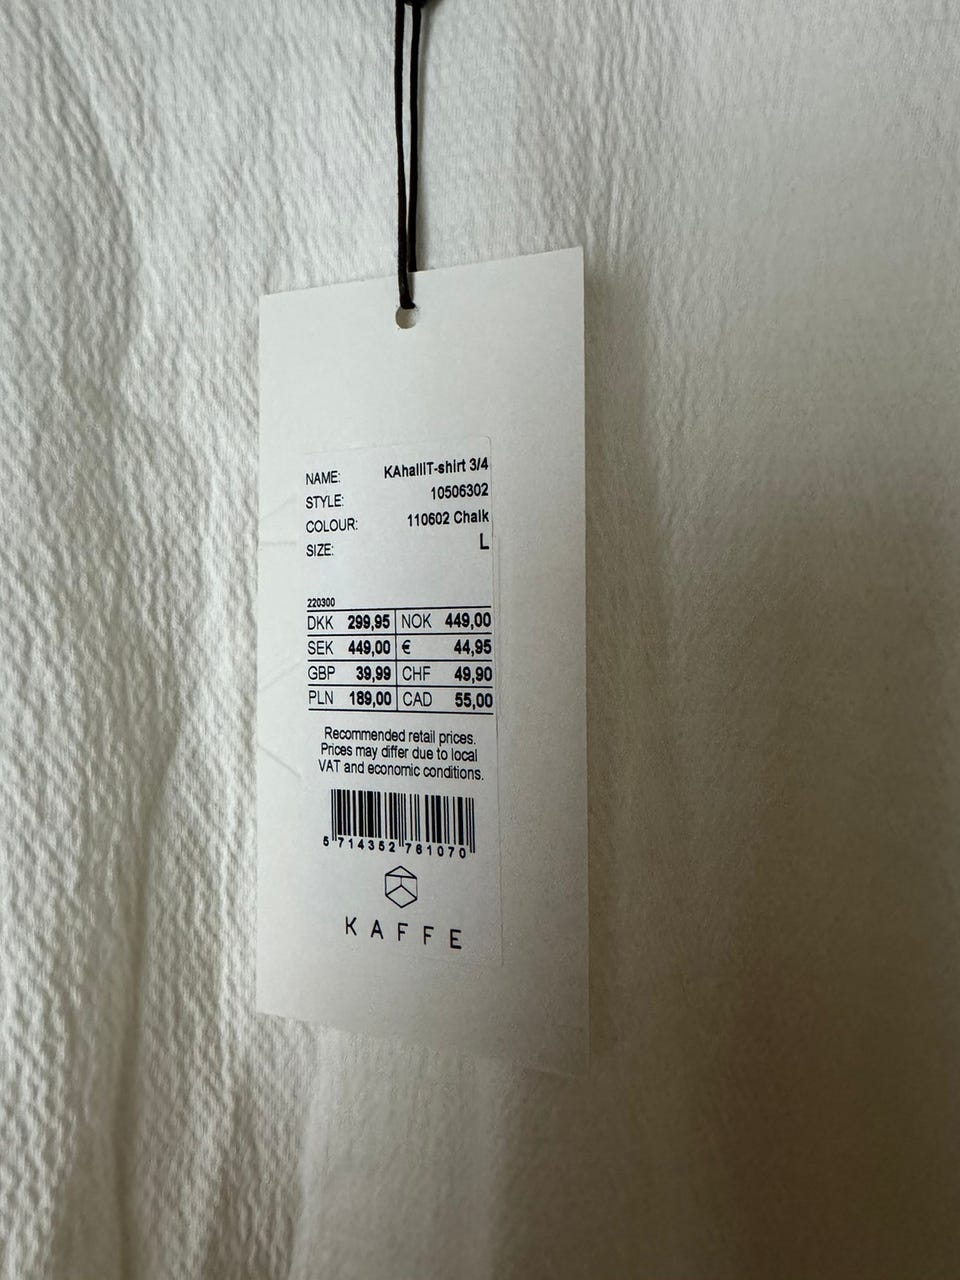 NAME: KAhalliT-shirt 3/4
STYLE: 10506302
COLOUR: 110602 Chalk
SIZE: L
220300
DKK 299,95 NOK 449,00
SEK 449,00 € 44,95
GBP 39,99 CHF 49,90
PLN 189,00 CAD 55,00
Recommended retail prices.
Prices may differ due to local
VAT and economic conditions.
5 714352 761070
KAFFE